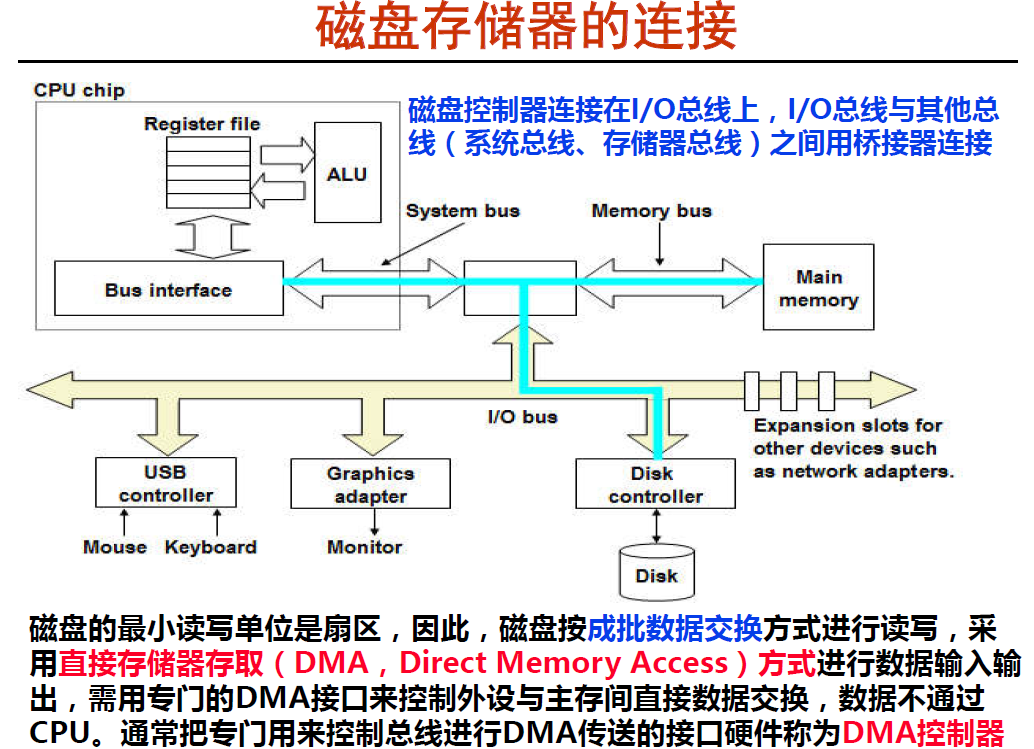 磁盘存储器的连接
CPU chip
磁盘控制器连接在I/O总线上，I/O总线与其他总
线（系统总线、存储器总线）之间用桥接器连接
Register file
ALU
System bus
Memory bus
Bus interface
Main
memory
I/O bus
Expansion slots for
other devices such
as network adapters.
USB
controller
Graphics
adapter
Disk
controller
Mouse
Keyboard
Monitor
Disk
磁盘的最小读写单位是扇区，因此，磁盘按成批数据交换方式进行读写，采
用直接存储器存取（DMA，Direct Memory Access）方式进行数据输入输
出，需用专门的DMA接口来控制外设与主存间直接数据交换，数据不通过
CPU。通常把专门用来控制总线进行DMA传送的接口硬件称为DMA控制器